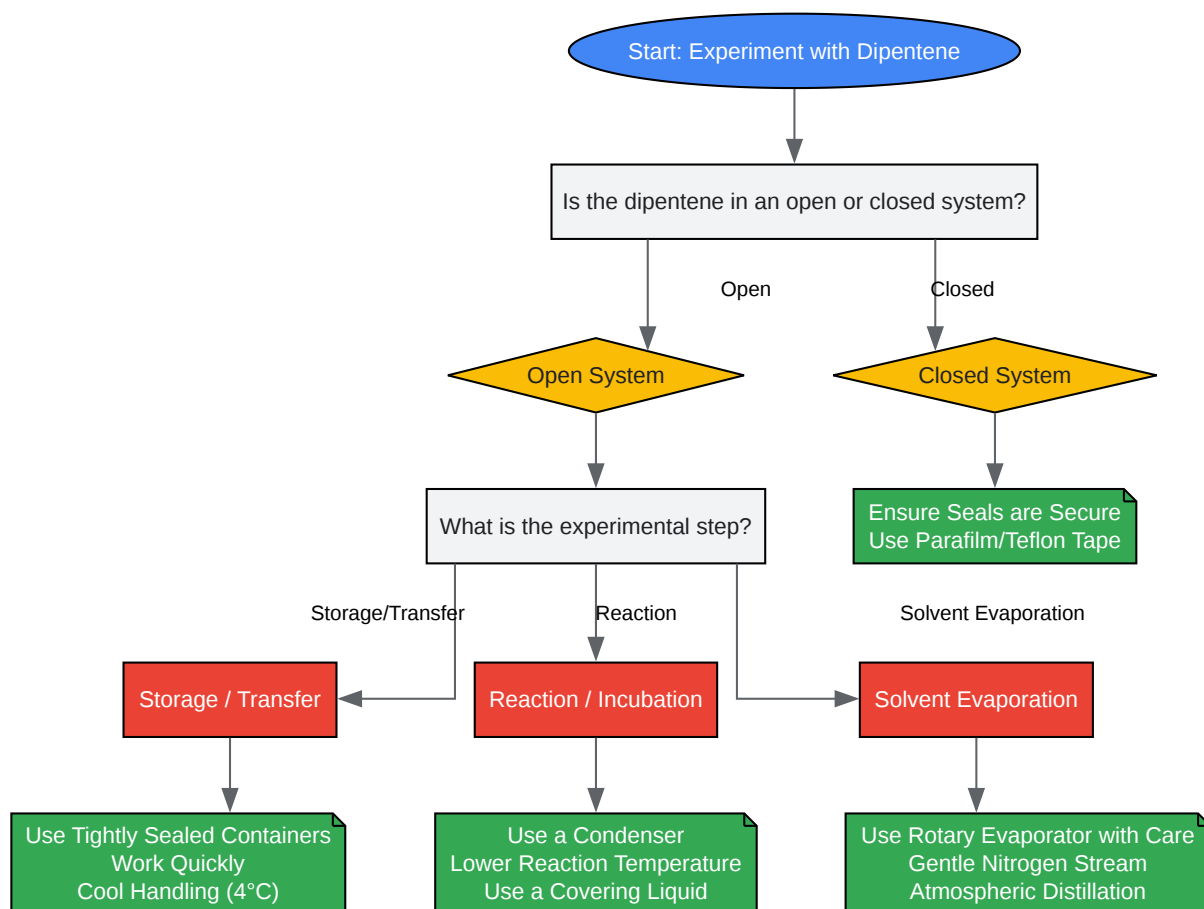 Start: Experiment with Dipentene
Is the dipentene in an open or closed system?
Open
Closed
Open System
Closed System
What is the experimental step?
Ensure Seals are Secure
Use Parafilm/Teflon Tape
Storage/Transfer
Reaction
Solvent Evaporation
Storage / Transfer
Reaction / Incubation
Solvent Evaporation
Use Tightly Sealed Containers
Work Quickly
Cool Handling (4°C)
Use a Condenser
Lower Reaction Temperature
Use a Covering Liquid
Use Rotary Evaporator with Care
Gentle Nitrogen Stream
Atmospheric Distillation